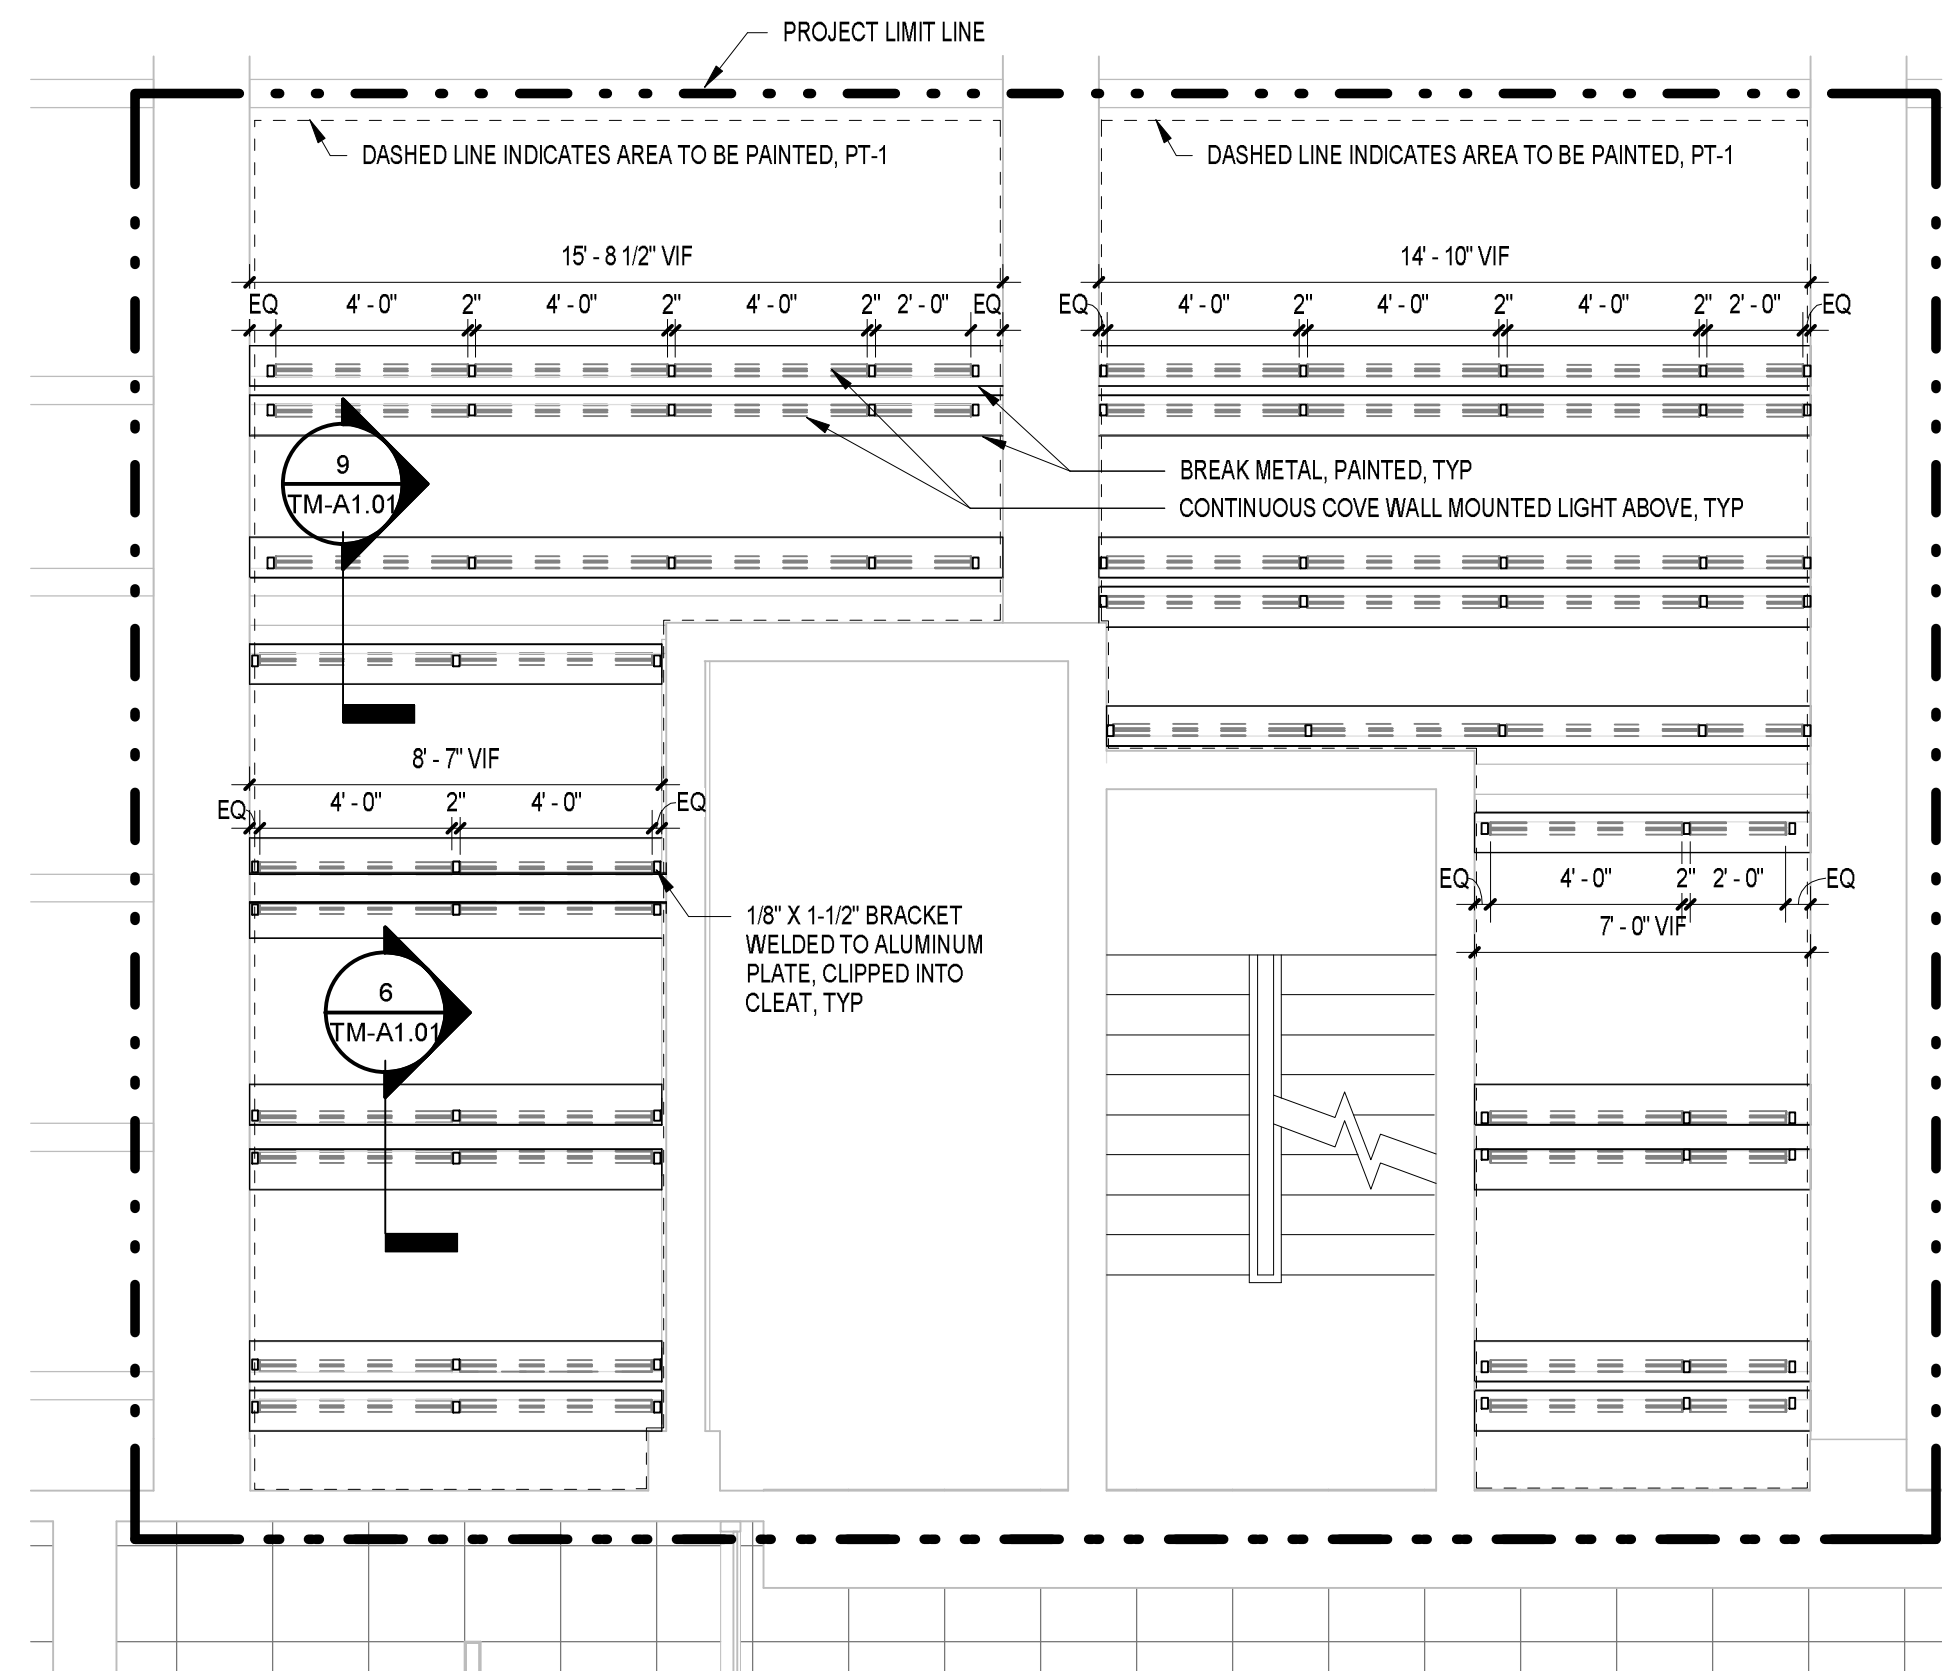 PROJECT LIMIT LINE
DASHED LINE INDICATES AREA TO BE PAINTED, PT-1
DASHED LINE INDICATES AREA TO BE PAINTED, PT-1
15' - 8 1/2" VIF
14' - 10" VIF
EQ 4' - 0" 2" 4' - 0" 2" 4' - 0" 2" 2' - 0" EQ
EQ 4' - 0" 2" 4' - 0" 2" 4' - 0" 2" 2' - 0" EQ
9
TM-A1.01
BREAK METAL, PAINTED, TYP
CONTINUOUS COVE WALL MOUNTED LIGHT ABOVE, TYP
8' - 7" VIF
EQ 4' - 0" 2" 4' - 0" EQ
EQ 4' - 0" 2" 2' - 0" EQ
7' - 0" VIF
1/8" X 1-1/2" BRACKET
WELDED TO ALUMINUM
PLATE, CLIPPED INTO
CLEAT, TYP
6
TM-A1.01